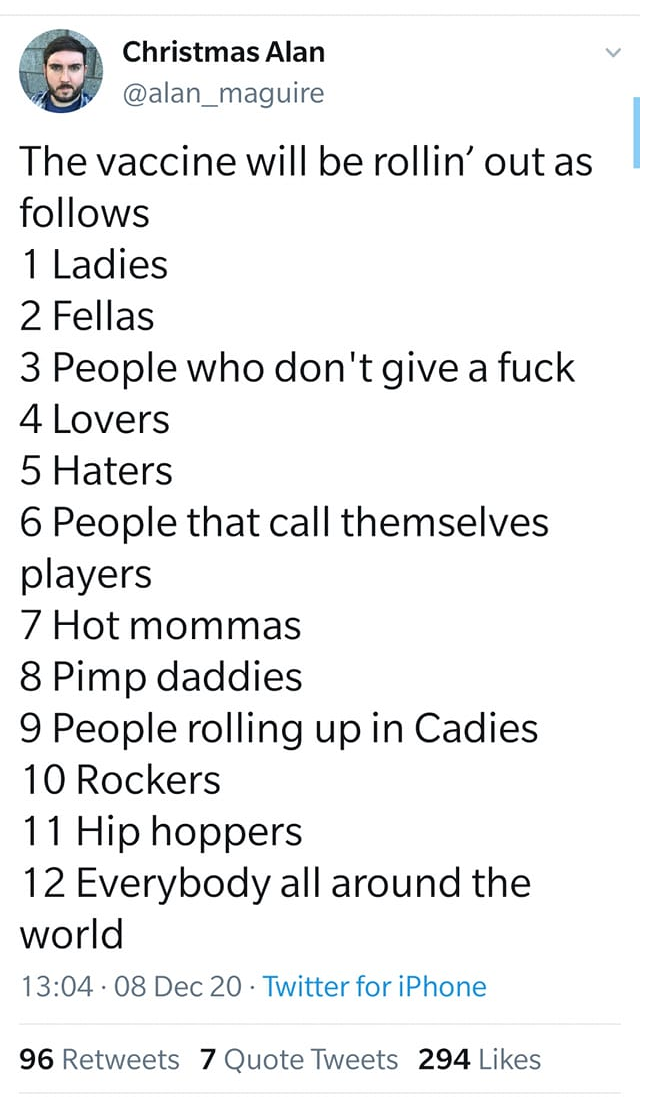 Christmas Alan
@alan_maguire
The vaccine will be rollin’ out as
follows
1 Ladies
2 Fellas
3 People who don't give a fuck
4 Lovers
5 Haters
6 People that call themselves
players
7 Hot mommas
8 Pimp daddies
9 People rolling up in Cadies
10 Rockers
11 Hip hoppers
12 Everybody all around the
world
13:04 · 08 Dec 20 · Twitter for iPhone
96 Retweets 7 Quote Tweets 294 Likes